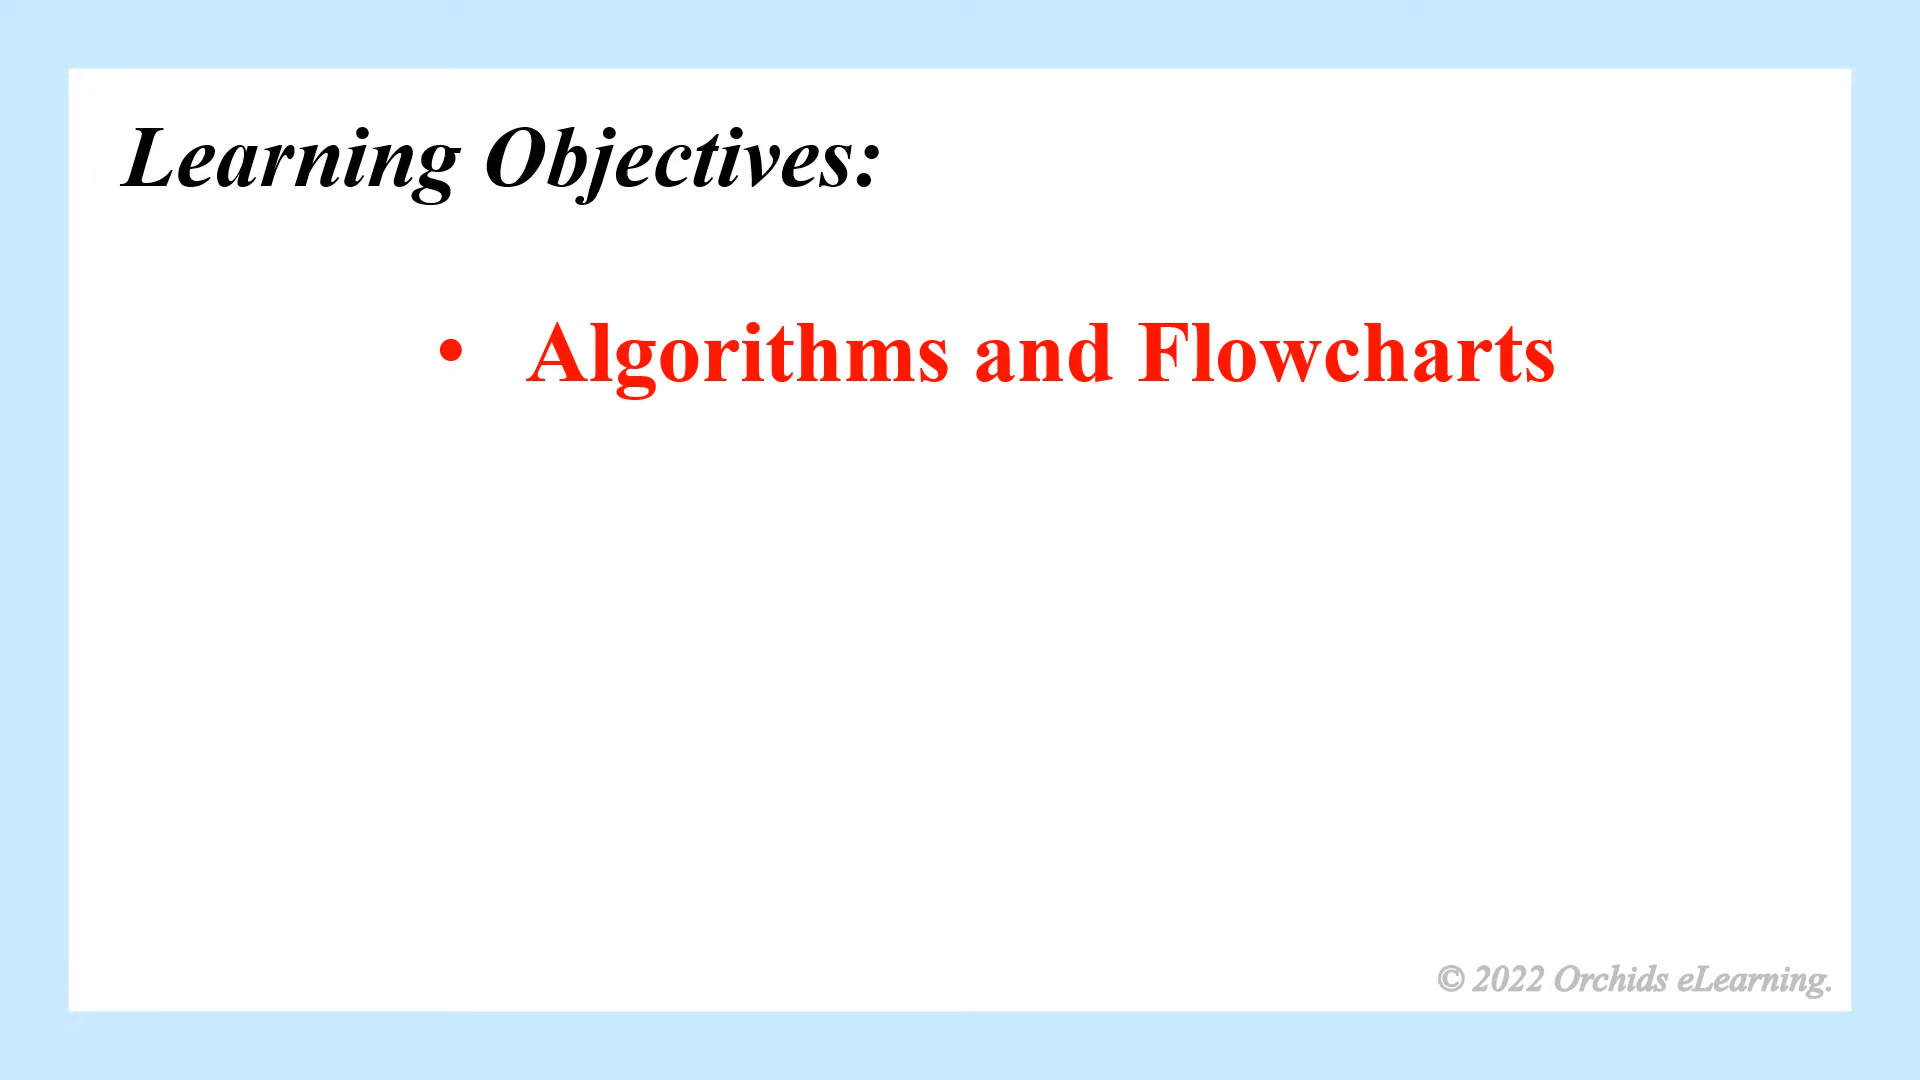 Learning Objectives:
• Algorithms and Flowcharts
© 2022 Orchids eLearning.